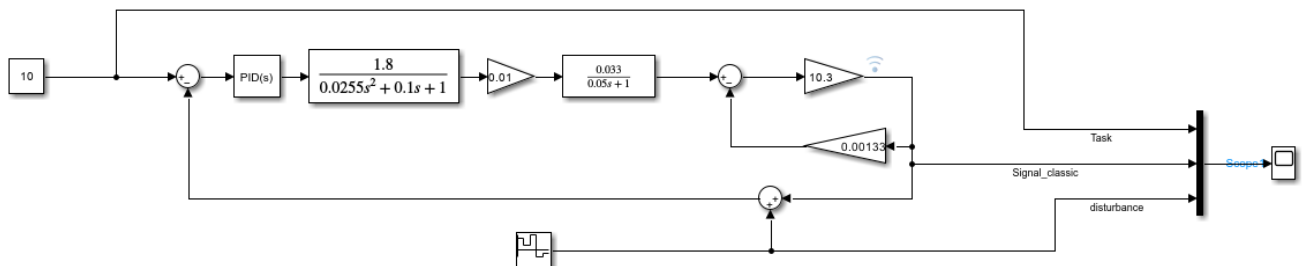 10
+
−
PID(s)
1.8
0.0255s² + 0.1s + 1
0.01
0.033
0.05s + 1
+
−
10.3
0.00133
Task
Signal_classic
+
+
disturbance